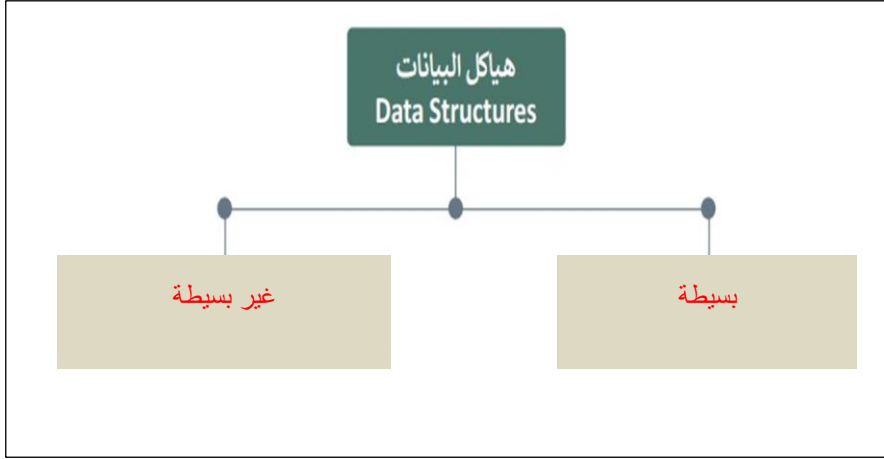 هياكل البيانات
Data Structures
بسيطة
غير بسيطة